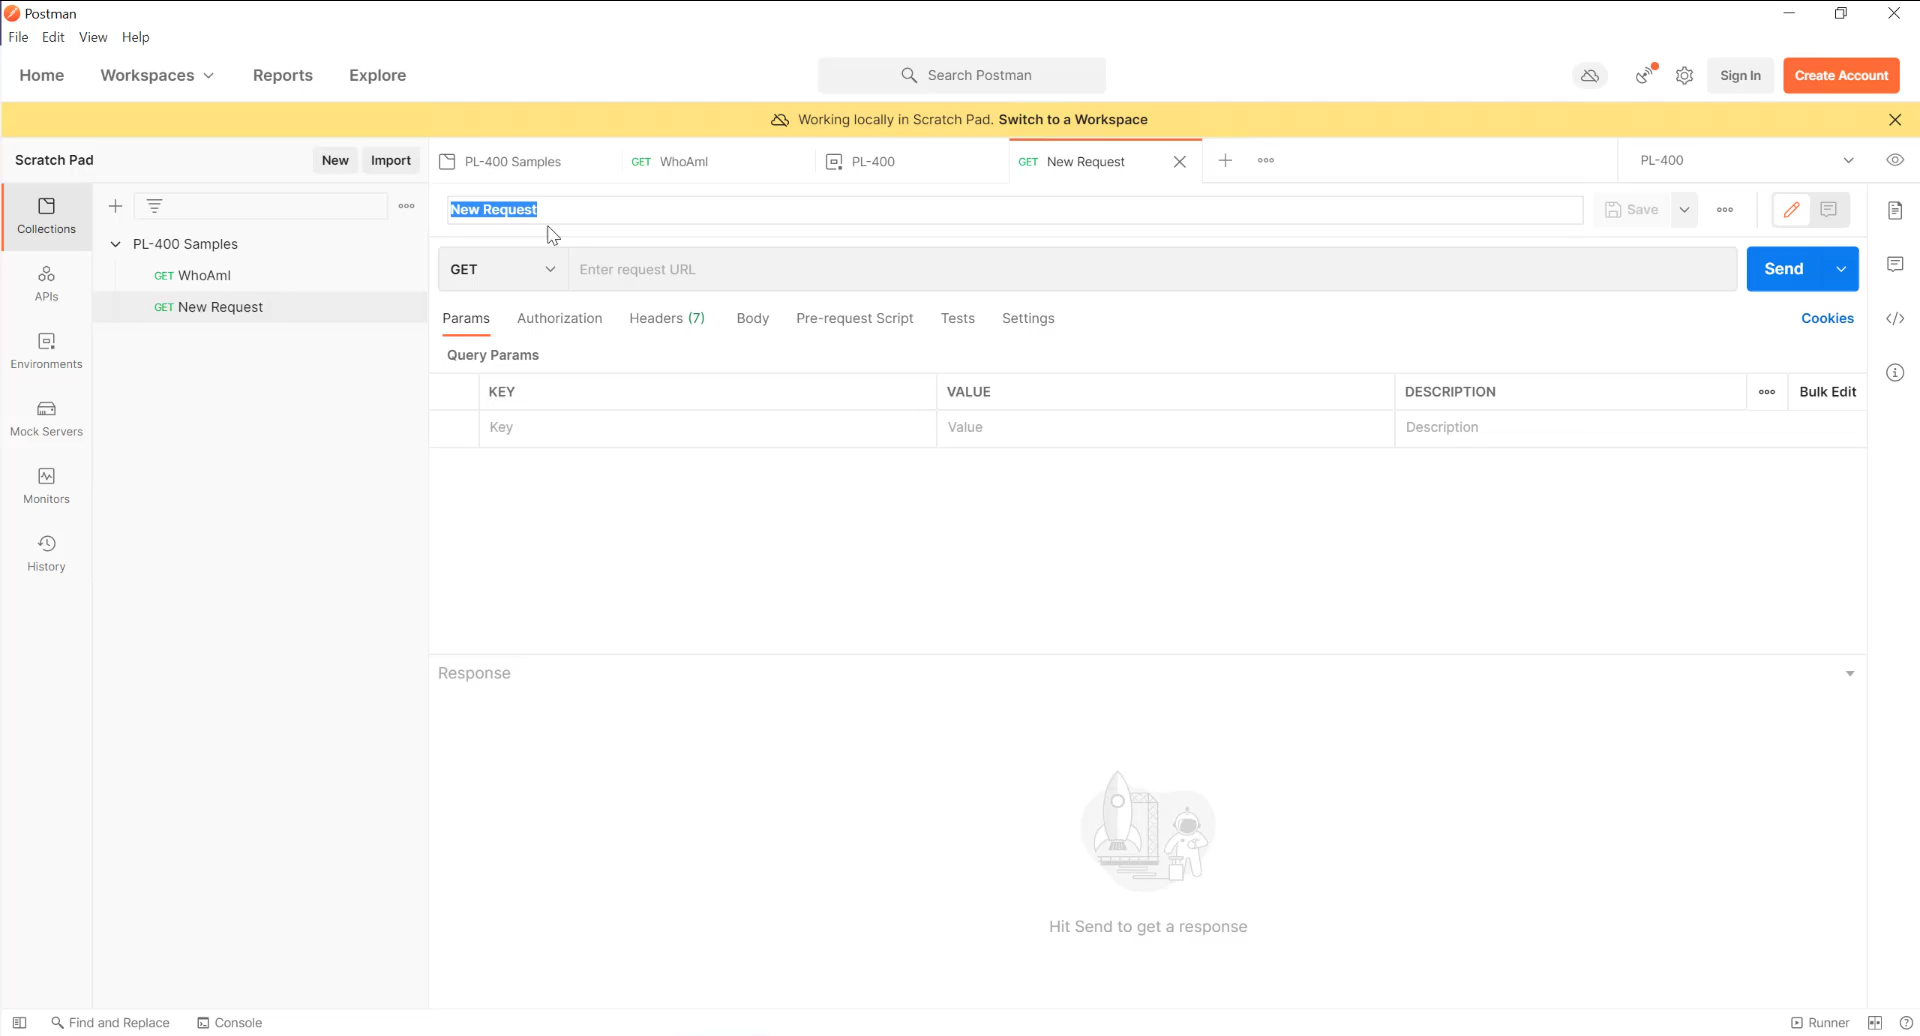 Postman
File Edit View Help
Home Workspaces Reports Explore Search Postman Sign In Create Account
Working locally in Scratch Pad. Switch to a Workspace
Scratch Pad New Import PL-400 Samples GET WhoAmI PL-400 GET New Request PL-400
New Request Save
Collections
PL-400 Samples
GET WhoAmI
GET New Request
APIs
Environments
Mock Servers
Monitors
History
GET Enter request URL Send
Params Authorization Headers (7) Body Pre-request Script Tests Settings Cookies
Query Params
KEY VALUE DESCRIPTION Bulk Edit
Key Value Description
Response
Hit Send to get a response
Find and Replace Console Runner